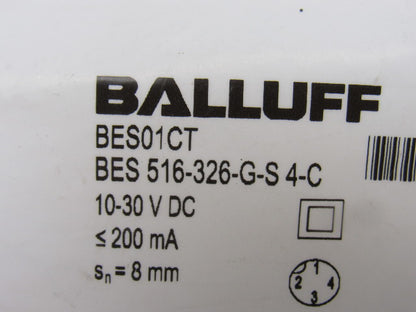 BALLUFF
BES01CT
BES 516-326-G-S 4-C
10-30 V DC
≤ 200 mA
sn = 8 mm
1
2 4
3